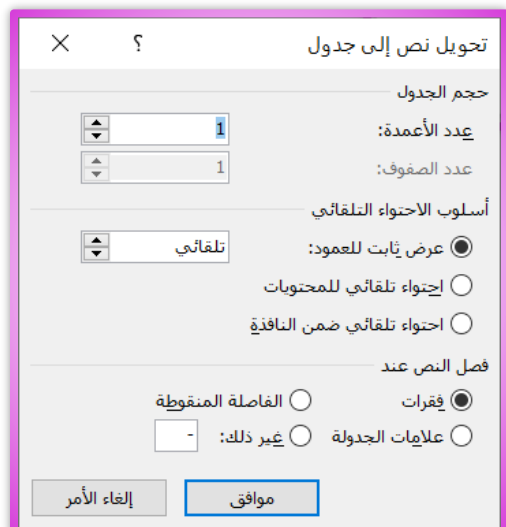 تحويل نص إلى جدول ؟
حجم الجدول
عدد الأعمدة: 1
عدد الصفوف: 1
أسلوب الاحتواء التلقائي
عرض ثابت للعمود: تلقائي
احتواء تلقائي للمحتويات
احتواء تلقائي ضمن النافذة
فصل النص عند
فقرات الفاصلة المنقوطة
علامات الجدولة غير ذلك: -
موافق إلغاء الأمر